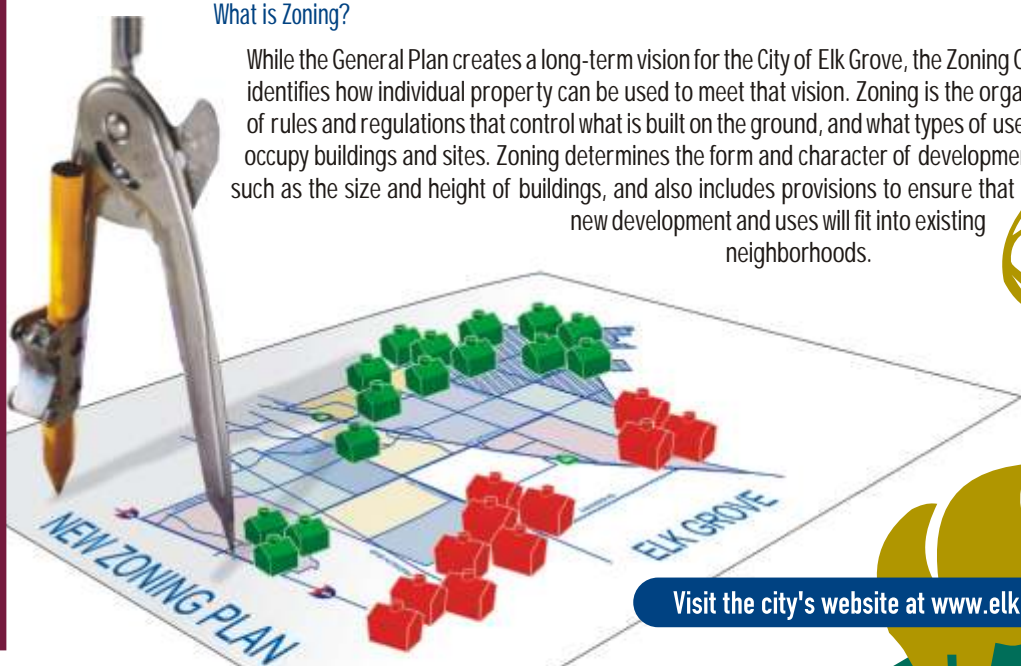 What is Zoning?
While the General Plan creates a long-term vision for the City of Elk Grove, the Zoning
identifies how individual property can be used to meet that vision. Zoning is the
of rules and regulations that control what is built on the ground, and what types of
occupy buildings and sites. Zoning determines the form and character of
such as the size and height of buildings, and also includes provisions to ensure that
new development and uses will fit into existing
neighborhoods.
NEW ZONING PLAN
ELK GROVE
Visit the city's website at www.elk